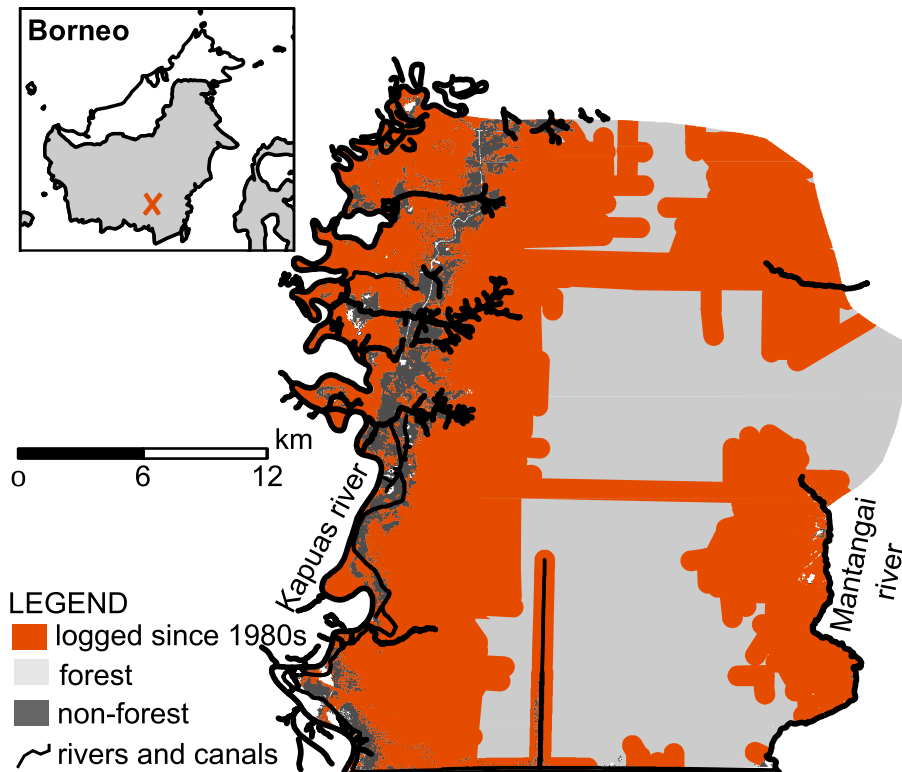 Borneo
km
0 6 12
Kapuas river
Mantangai
river
LEGEND
logged since 1980s
forest
non-forest
rivers and canals